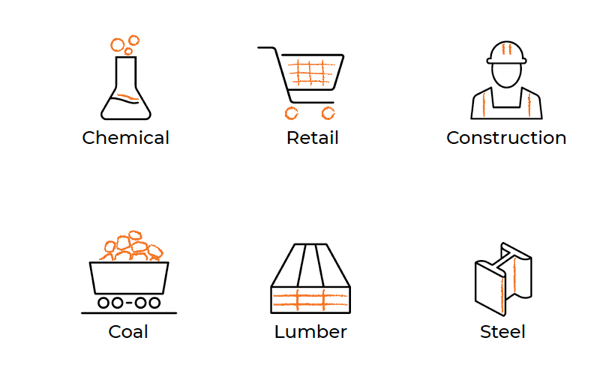 Chemical
Retail
Construction
Coal
Lumber
Steel